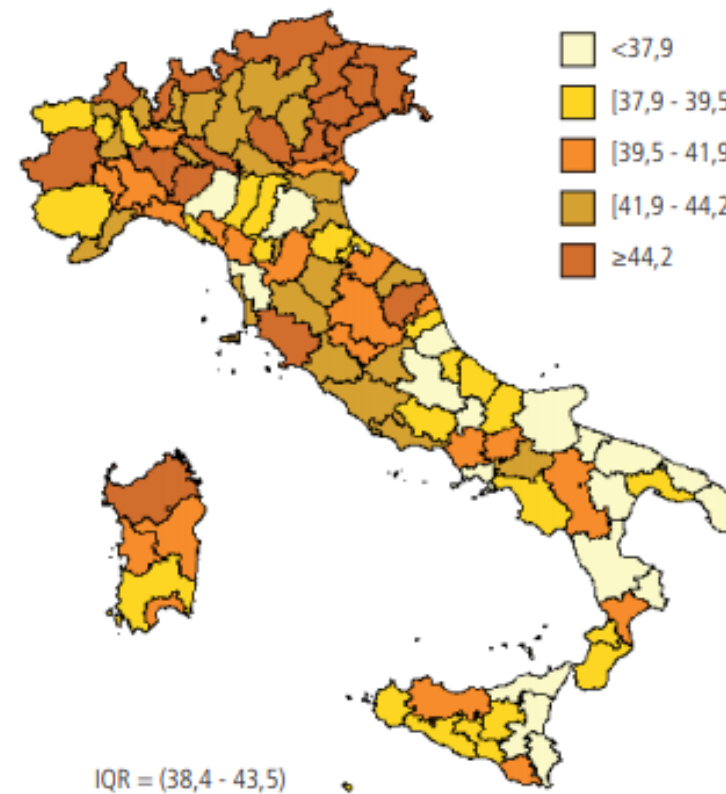 <37,9
[37,9 - 39,5
[39,5 - 41,9
[41,9 - 44,2
≥44,2
IQR = (38,4 - 43,5)